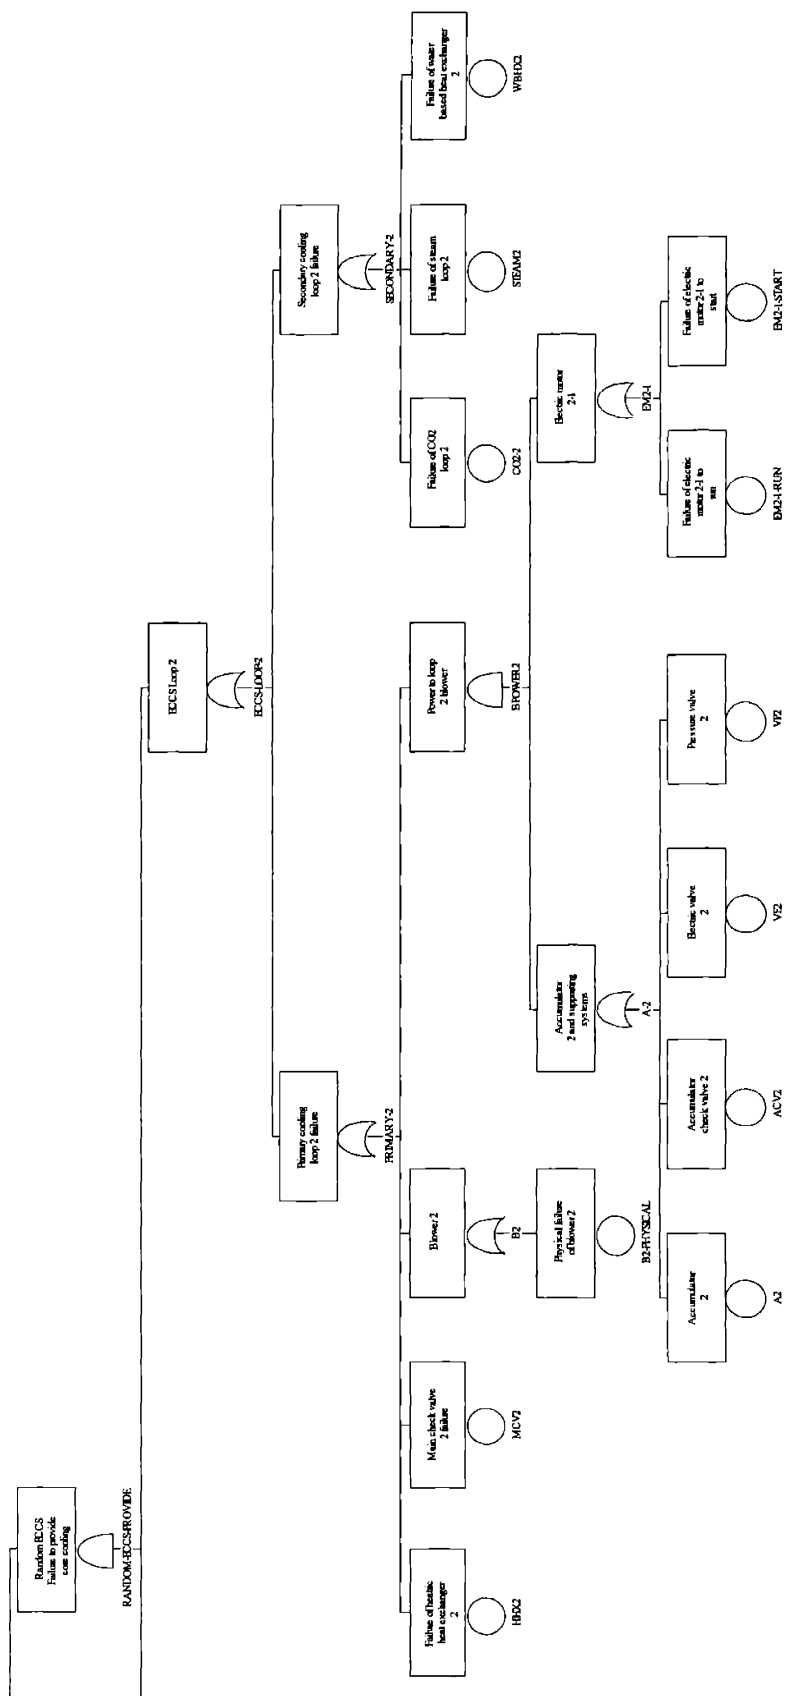 Random ECCS
Failure to provide
core cooling
RANDOM-ECCS-PROVIDE
ECCS Loop 2
ECCS-LOOP-2
Primary cooling
loop 2 failure
PRIMARY-2
Secondary cooling
loop 2 failure
SECONDARY-2
Failure of heatric
heat exchanger
2
HHX2
Main check valve
2 failure
MCV2
Blower 2
B2
Power to loop
2 blower
BPOWER2
Failure of CO2
loop 2
CO2-2
Failure of steam
loop 2
STEAM2
Failure of water
based heat exchanger
2
WBHX2
Physical failure
of blower 2
B2-PHYSICAL
Accumulator
2 and supporting
systems
A-2
Electric motor
2-1
EM2-1
Accumulator
2
A2
Accumulator
check valve 2
ACV2
Electric valve
2
VE2
Pressure valve
2
VP2
Failure of electric
motor 2-1 to
run
EM2-1-RUN
Failure of electric
motor 2-1 to
start
EM2-1-START